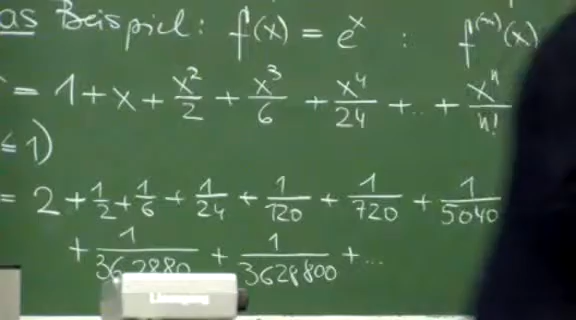 as Beispiel: f(x) = e^x : f^(n)(x)
= 1 + x + x²/2 + x³/6 + x⁴/24 + .. + xⁿ/n!
≤ 1)
= 2 + 1/2 + 1/6 + 1/24 + 1/120 + 1/720 + 1/5040
+ 1/362880 + 1/3628800 + ...